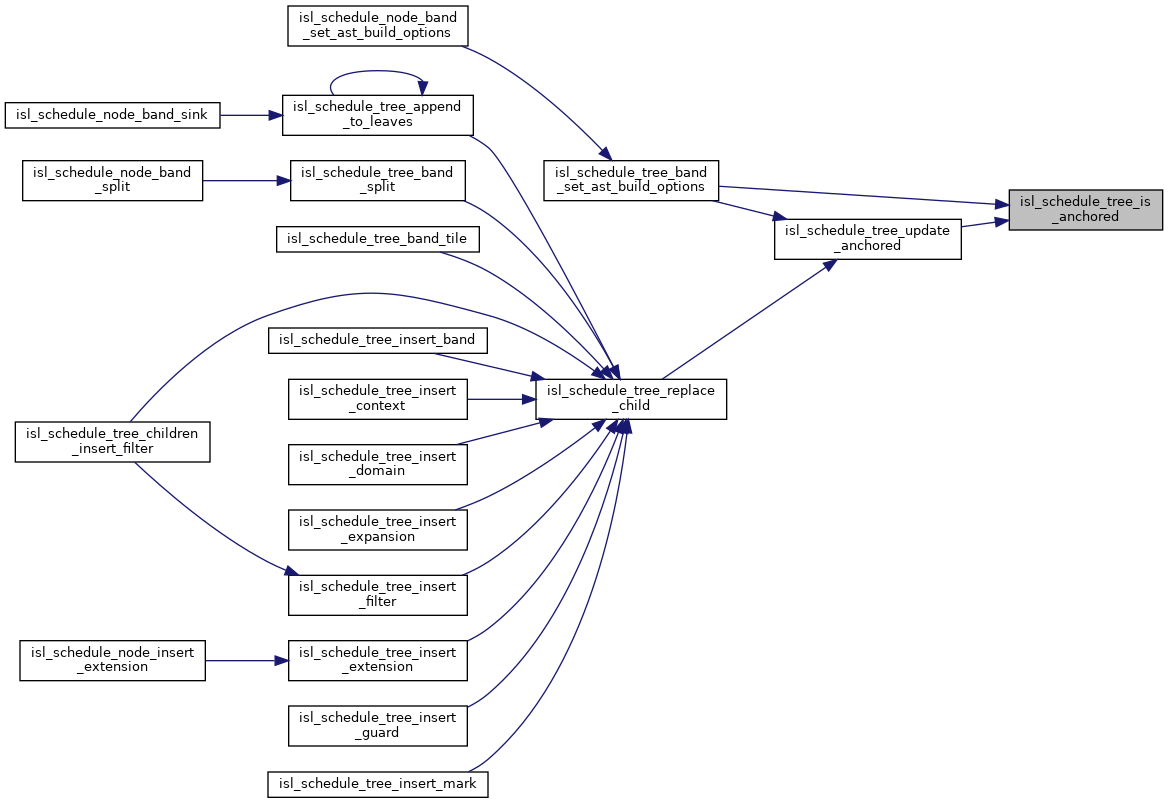 isl_schedule_node_band
_set_ast_build_options
isl_schedule_tree_append
_to_leaves
isl_schedule_node_band_sink
isl_schedule_node_band
_split
isl_schedule_tree_band
_split
isl_schedule_tree_band
_set_ast_build_options
isl_schedule_tree_is
_anchored
isl_schedule_tree_update
_anchored
isl_schedule_tree_band_tile
isl_schedule_tree_insert_band
isl_schedule_tree_insert
_context
isl_schedule_tree_replace
_child
isl_schedule_tree_children
_insert_filter
isl_schedule_tree_insert
_domain
isl_schedule_tree_insert
_expansion
isl_schedule_tree_insert
_filter
isl_schedule_node_insert
_extension
isl_schedule_tree_insert
_extension
isl_schedule_tree_insert
_guard
isl_schedule_tree_insert_mark